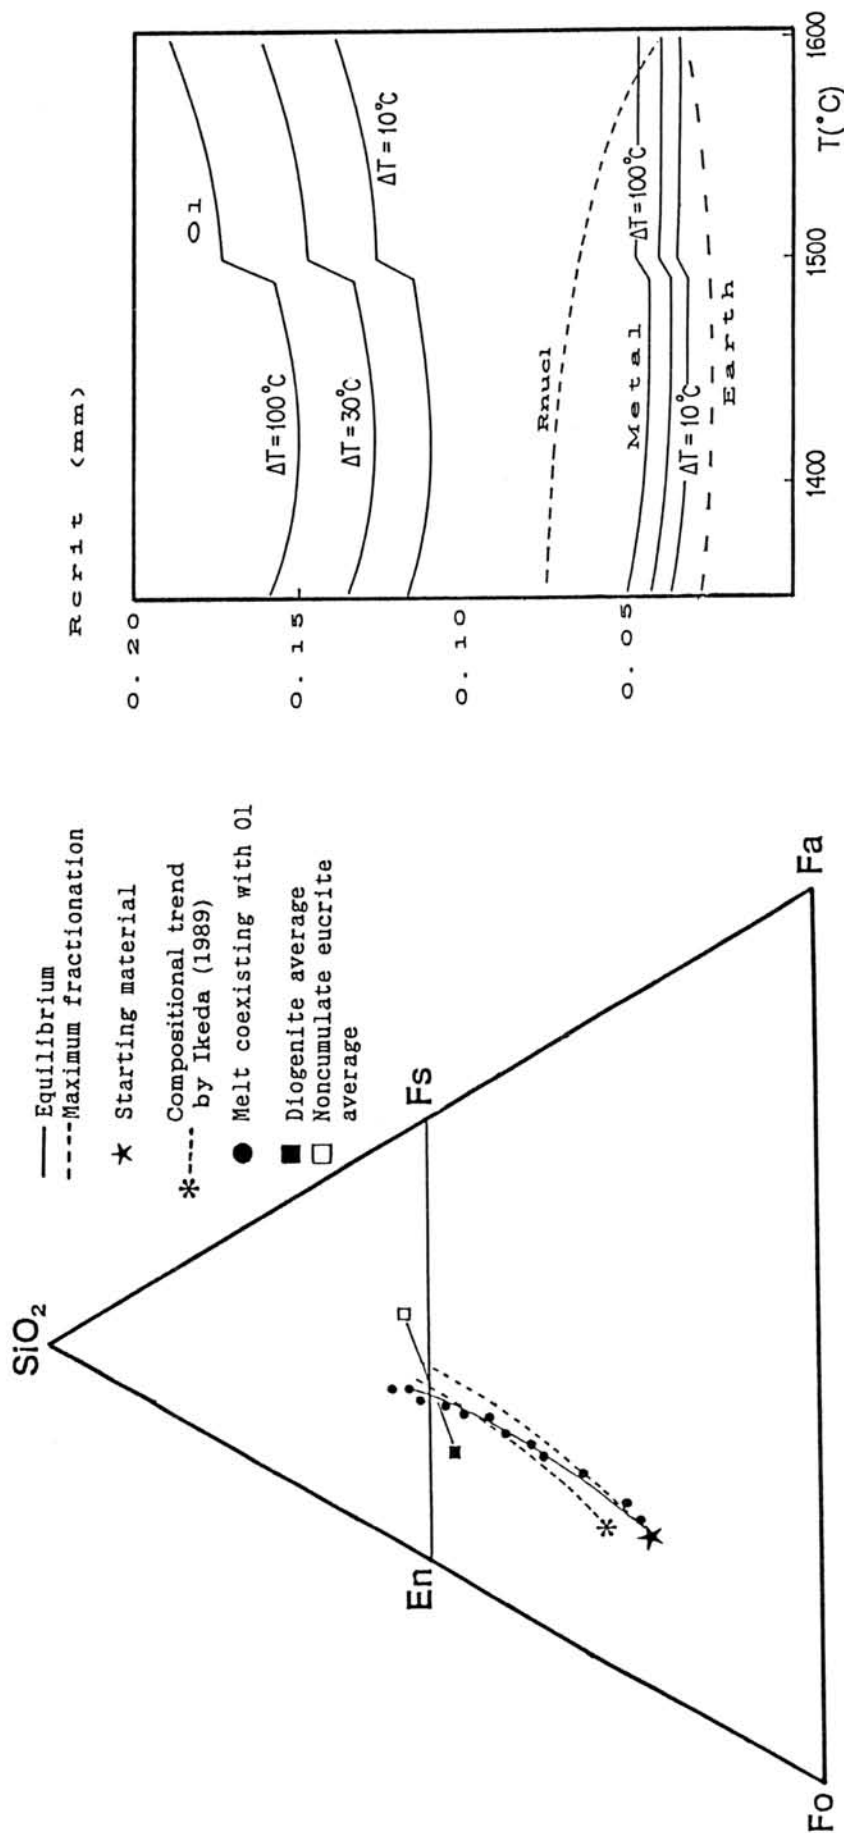 SiO₂
En
Fs
Fo
Fa
—— Equilibrium
----Maximum fractionation
★ Starting material
*---- Compositional trend
by Ikeda (1989)
● Melt coexisting with Ol
■ Diogenite average
□ Noncumulate eucrite
average
Rcrit (mm)
0.20
0.15
0.10
0.05
Ol
ΔT=100°C
ΔT=30°C
ΔT=10°C
Rnucl
Metal
ΔT=100°C
ΔT=10°C
Earth
1400
1500
1600
T(°C)